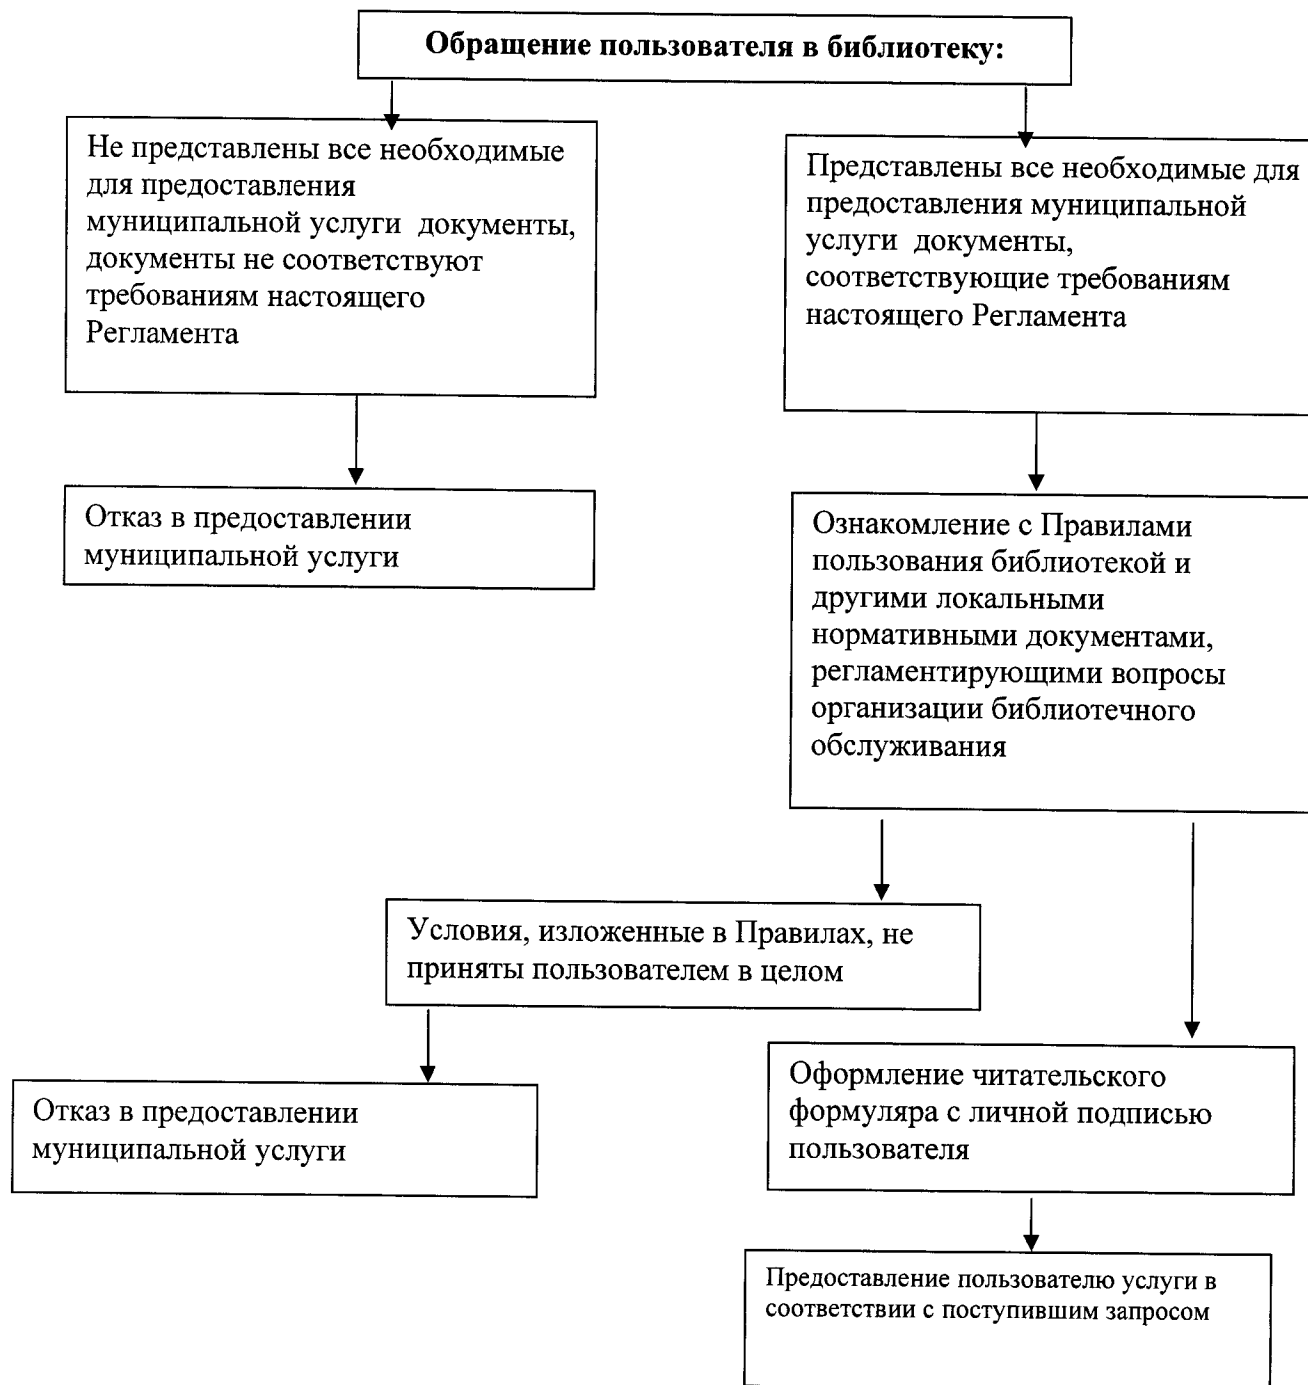 Обращение пользователя в библиотеку:
Не представлены все необходимые
для предоставления
муниципальной услуги документы,
документы не соответствуют
требованиям настоящего
Регламента
Представлены все необходимые для
предоставления муниципальной
услуги документы,
соответствующие требованиям
настоящего Регламента
Отказ в предоставлении
муниципальной услуги
Ознакомление с Правилами
пользования библиотекой и
другими локальными
нормативными документами,
регламентирующими вопросы
организации библиотечного
обслуживания
Условия, изложенные в Правилах, не
приняты пользователем в целом
Отказ в предоставлении
муниципальной услуги
Оформление читательского
формуляра с личной подписью
пользователя
Предоставление пользователю услуги в
соответствии с поступившим запросом